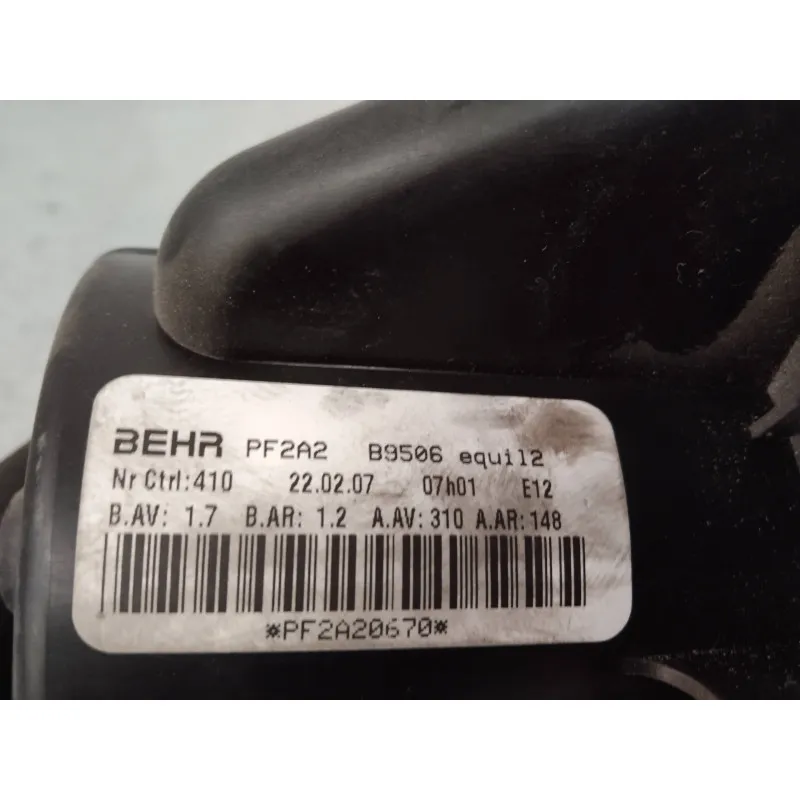 BEHR PF2A2 B9506 equil2
Nr Ctrl:410 22.02.07 07h01 E12
B.AV: 1.7 B.AR: 1.2 A.AV:310 A.AR:148
*PF2A20670*